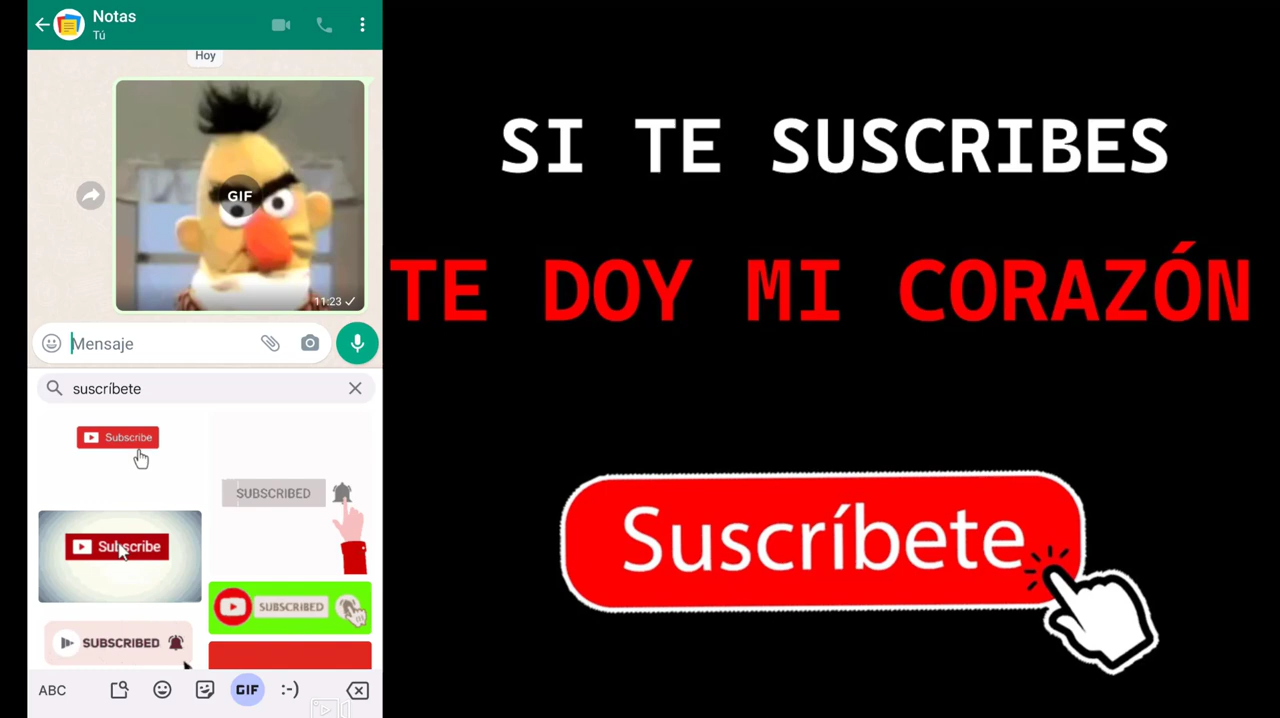 Notas
Tú
Hoy
GIF
11:23
Mensaje
suscríbete
Subscribe
SUBSCRIBED
Subscribe
SUBSCRIBED
SUBSCRIBED
ABC
GIF
:-)
SI TE SUSCRIBES
TE DOY MI CORAZÓN
Suscríbete